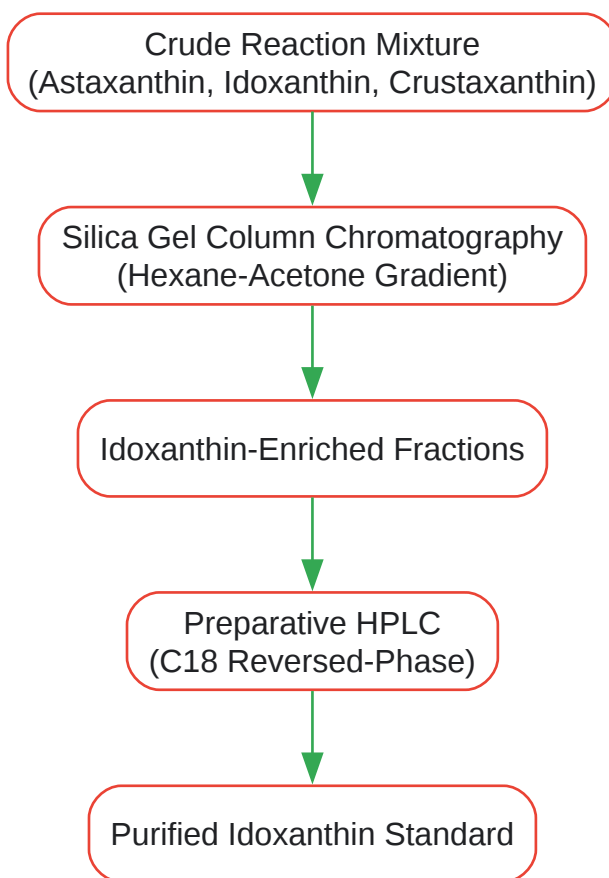 Crude Reaction Mixture
(Astaxanthin, Idoxanthin, Crustaxanthin)
Silica Gel Column Chromatography
(Hexane-Acetone Gradient)
Idoxanthin-Enriched Fractions
Preparative HPLC
(C18 Reversed-Phase)
Purified Idoxanthin Standard